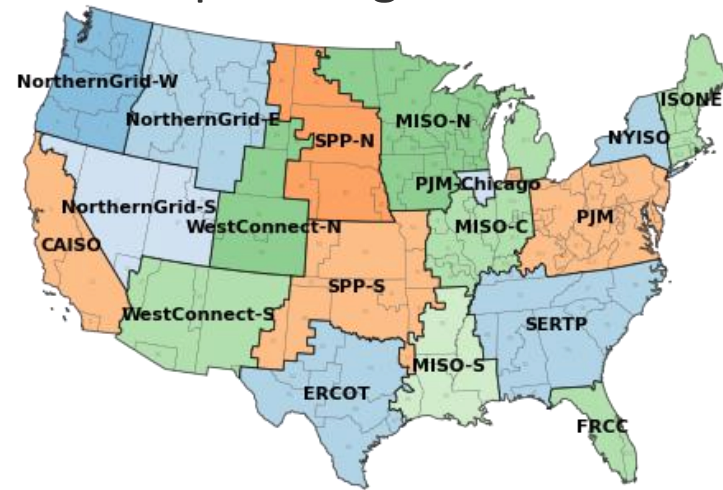 NorthernGrid-W
ISONE
NorthernGrid-E
MISO-N
NYISO
SPP-N
PJM-Chicago
NorthernGrid-S
WestConnect-N
MISO-C
PJM
CAISO
SPP-S
WestConnect-S
SERTP
MISO-S
ERCOT
FRCC